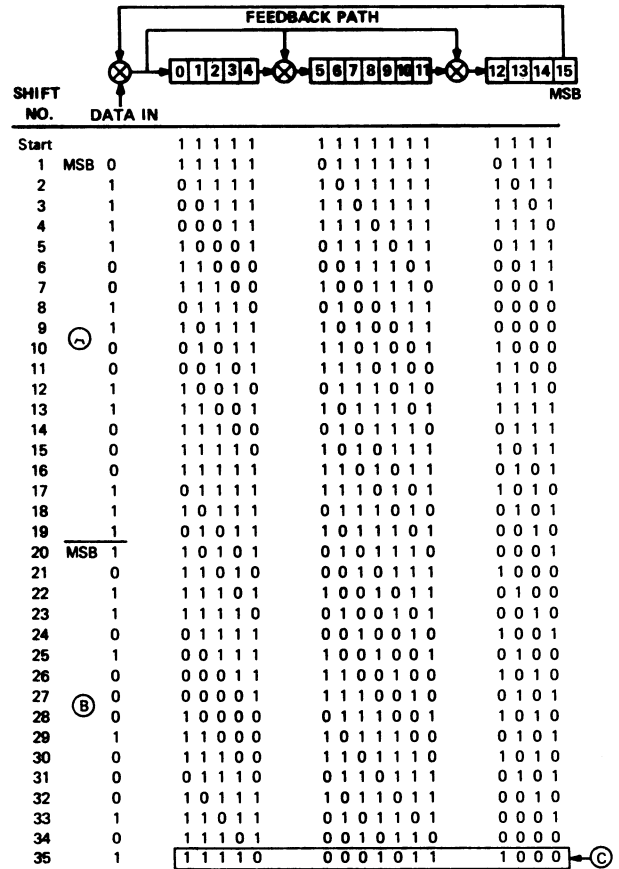 FEEDBACK PATH
0 1 2 3 4 5 6 7 8 9 10 11 12 13 14 15
SHIFT MSB
NO. DATA IN
Start 1 1 1 1 1 1 1 1 1 1 1 1 1 1 1 1
1 MSB 0 1 1 1 1 1 0 1 1 1 1 1 1 0 1 1 1
2 1 0 1 1 1 1 1 0 1 1 1 1 1 1 0 1 1
3 1 0 0 1 1 1 1 1 0 1 1 1 1 1 1 0 1
4 1 0 0 0 1 1 1 1 1 0 1 1 1 1 1 1 0
5 1 1 0 0 0 1 0 1 1 1 0 1 1 0 1 1 1
6 0 1 1 0 0 0 0 0 1 1 1 0 1 0 0 1 1
7 0 1 1 1 0 0 1 0 0 1 1 1 0 0 0 0 1
8 1 0 1 1 1 0 0 1 0 0 1 1 1 0 0 0 0
9 1 1 0 1 1 1 1 0 1 0 0 1 1 0 0 0 0
10 0 0 1 0 1 1 1 1 0 1 0 0 1 1 0 0 0
11 0 0 0 1 0 1 1 1 1 0 1 0 0 1 1 0 0
12 1 1 0 0 1 0 0 1 1 1 0 1 0 1 1 1 0
13 1 1 1 0 0 1 1 0 1 1 1 0 1 1 1 1 1
14 0 1 1 1 0 0 0 1 0 1 1 1 0 0 1 1 1
15 0 1 1 1 1 0 1 0 1 0 1 1 1 1 0 1 1
16 0 1 1 1 1 1 1 1 0 1 0 1 1 0 1 0 1
17 1 0 1 1 1 1 1 1 1 0 1 0 1 1 0 1 0
18 1 1 0 1 1 1 0 1 1 1 0 1 0 0 1 0 1
19 1 0 1 0 1 1 1 0 1 1 1 0 1 0 0 1 0
20 MSB 1 1 0 1 0 1 0 1 0 1 1 1 0 0 0 0 1
21 0 1 1 0 1 0 0 0 1 0 1 1 1 1 0 0 0
22 1 1 1 1 0 1 1 0 0 1 0 1 1 0 1 0 0
23 1 1 1 1 1 0 0 1 0 0 1 0 1 0 0 1 0
24 0 0 1 1 1 1 0 0 1 0 0 1 0 1 0 0 1
25 1 0 0 1 1 1 1 0 0 1 0 0 1 0 1 0 0
26 0 0 0 0 1 1 1 1 0 0 1 0 0 1 0 1 0
27 0 0 0 0 0 1 1 1 1 0 0 1 0 0 1 0 1
B
28 0 1 0 0 0 0 0 1 1 1 0 0 1 1 0 1 0
29 1 1 1 0 0 0 1 0 1 1 1 0 0 0 1 0 1
30 0 1 1 1 0 0 1 1 0 1 1 1 0 1 0 1 0
31 0 0 1 1 1 0 0 1 1 0 1 1 1 0 1 0 1
32 0 1 0 1 1 1 1 0 1 1 0 1 1 0 0 1 0
33 1 1 1 0 1 1 0 1 0 1 1 0 1 0 0 0 1
34 0 1 1 1 0 1 0 0 1 0 1 1 0 0 0 0 0
35 1 1 1 1 1 0 0 0 0 1 0 1 1 1 0 0 0 C